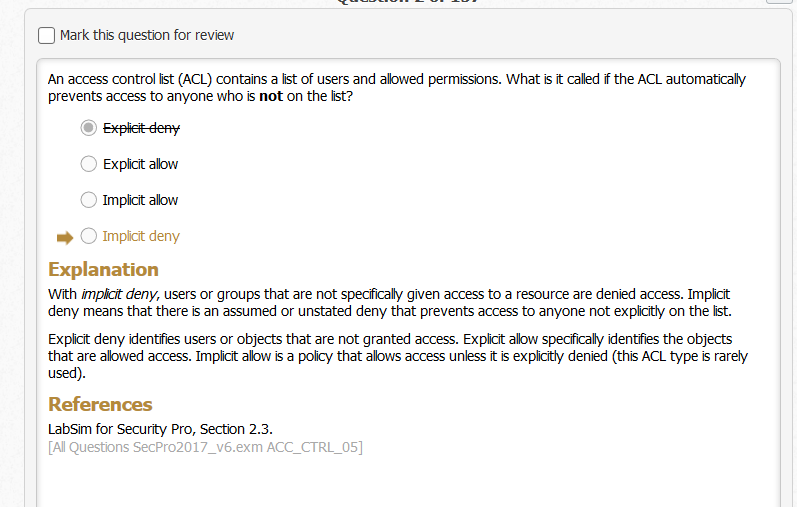 Mark this question for review
An access control list (ACL) contains a list of users and allowed permissions. What is it called if the ACL automatically
prevents access to anyone who is not on the list?
Explicit deny
Explicit allow
Implicit allow
Implicit deny
Explanation
With implicit deny, users or groups that are not specifically given access to a resource are denied access. Implicit
deny means that there is an assumed or unstated deny that prevents access to anyone not explicitly on the list.
Explicit deny identifies users or objects that are not granted access. Explicit allow specifically identifies the objects
that are allowed access. Implicit allow is a policy that allows access unless it is explicitly denied (this ACL type is rarely
used).
References
LabSim for Security Pro, Section 2.3.
[All Questions SecPro2017_v6.exm ACC_CTRL_05]